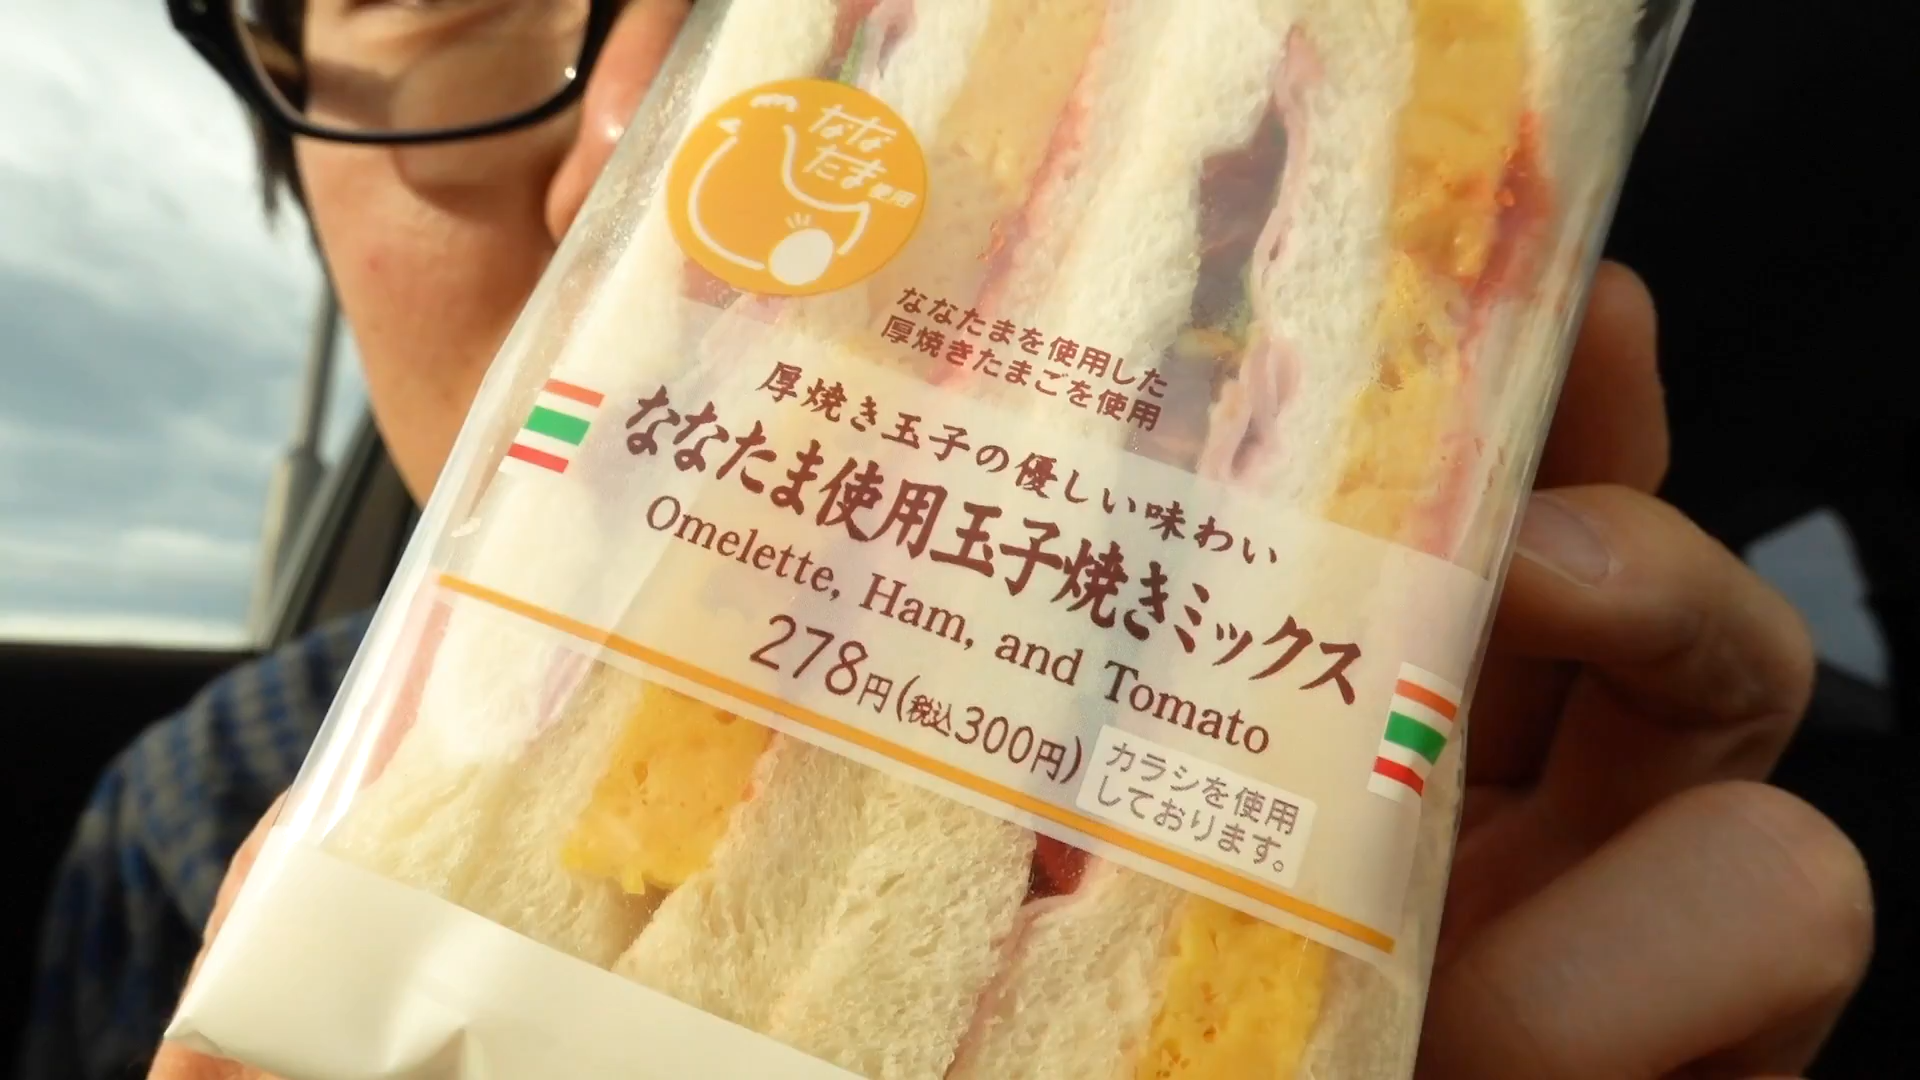 なな
たま使用
ななたまを使用した
厚焼きたまごを使用
厚焼き玉子の優しい味わい
ななたま使用玉子焼きミックス
Omelette, Ham, and Tomato
278円(税込300円)
カラシを使用
しております。